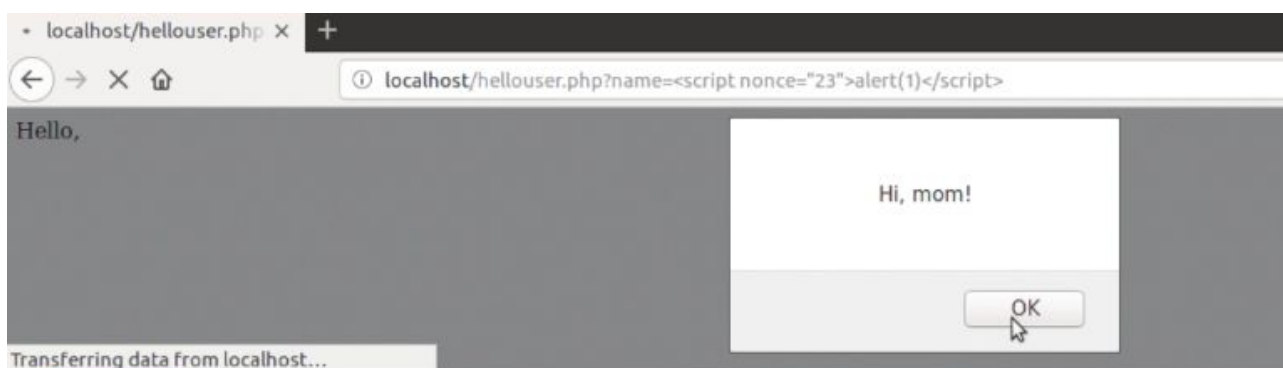 localhost/hellouser.php
localhost/hellouser.php?name=<script nonce="23">alert(1)</script>
Hello,
Hi, mom!
OK
Transferring data from localhost...